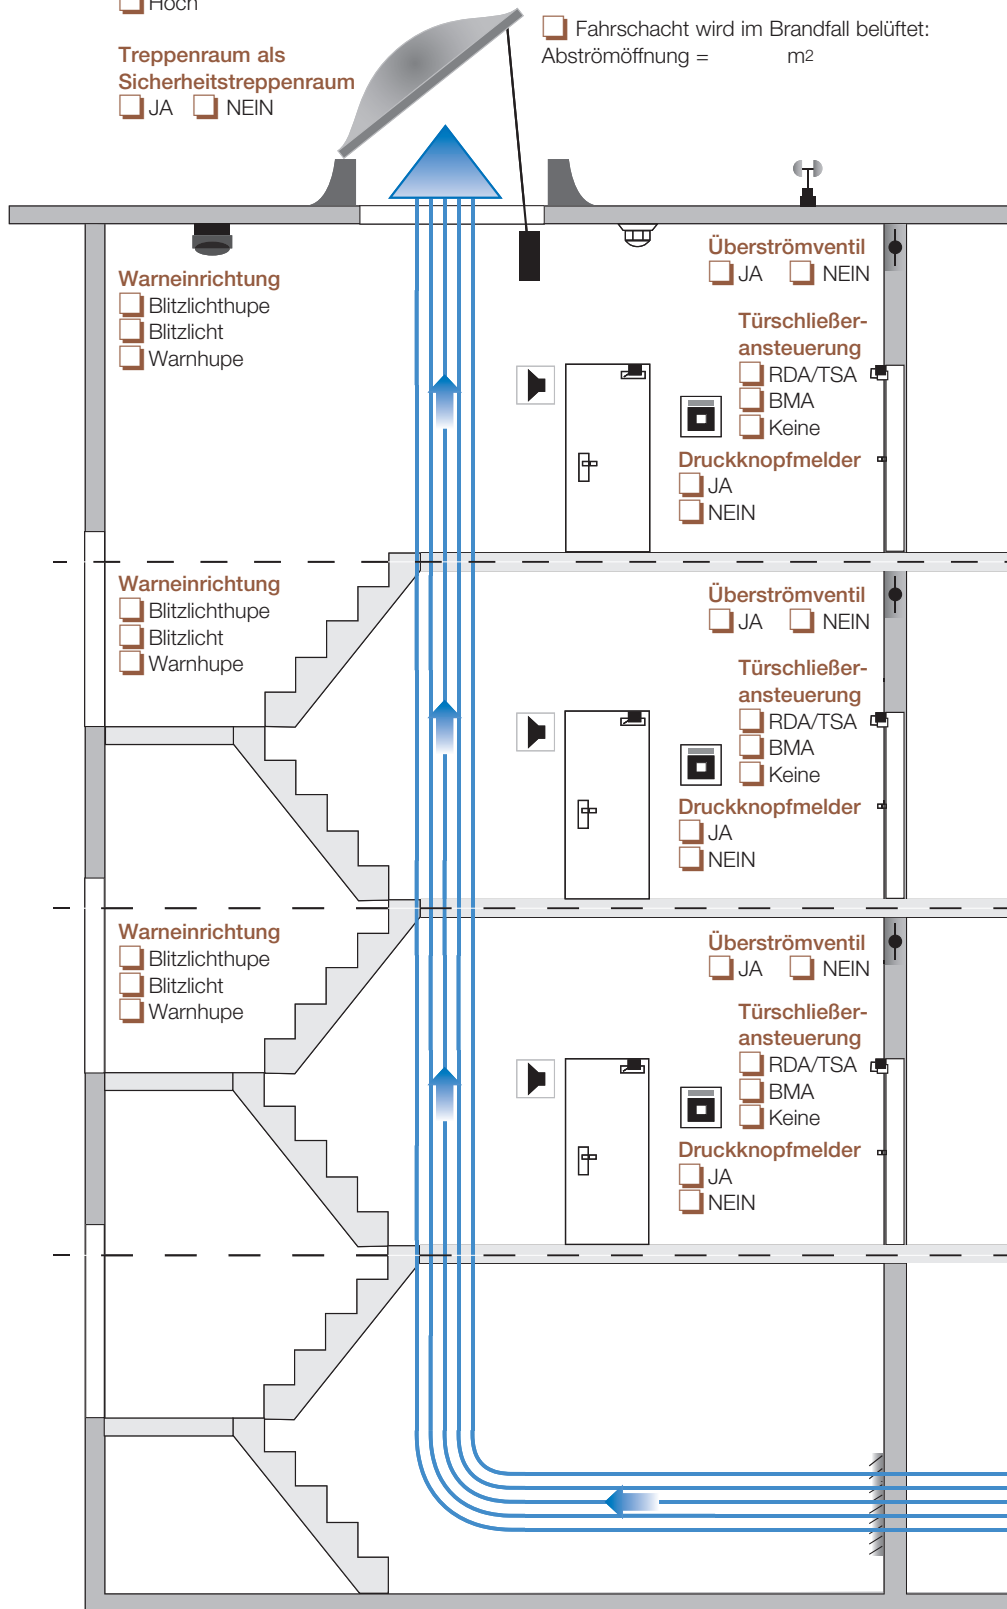 Hoch
Fahrschacht wird im Brandfall belüftet:
Abströmöffnung = m2
Treppenraum als
Sicherheitstreppenraum
JA NEIN
Warneinrichtung
Blitzlichthupe
Blitzlicht
Warnhupe
Überströmventil
JA NEIN
Türschließer-
ansteuerung
RDA/TSA
BMA
Keine
Druckknopfmelder
JA
NEIN
Warneinrichtung
Blitzlichthupe
Blitzlicht
Warnhupe
Überströmventil
JA NEIN
Türschließer-
ansteuerung
RDA/TSA
BMA
Keine
Druckknopfmelder
JA
NEIN
Warneinrichtung
Blitzlichthupe
Blitzlicht
Warnhupe
Überströmventil
JA NEIN
Türschließer-
ansteuerung
RDA/TSA
BMA
Keine
Druckknopfmelder
JA
NEIN